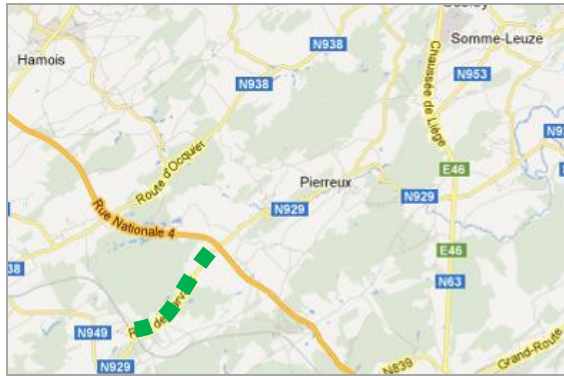 Somme-Leuze
Hamois
N938
N953
N938
Chaussée de Liège
Route d'Ocquier
E46
Pierreux
N929
N929
Rue Nationale 4
E46
N63
N949
N929
N839
Grand-Route